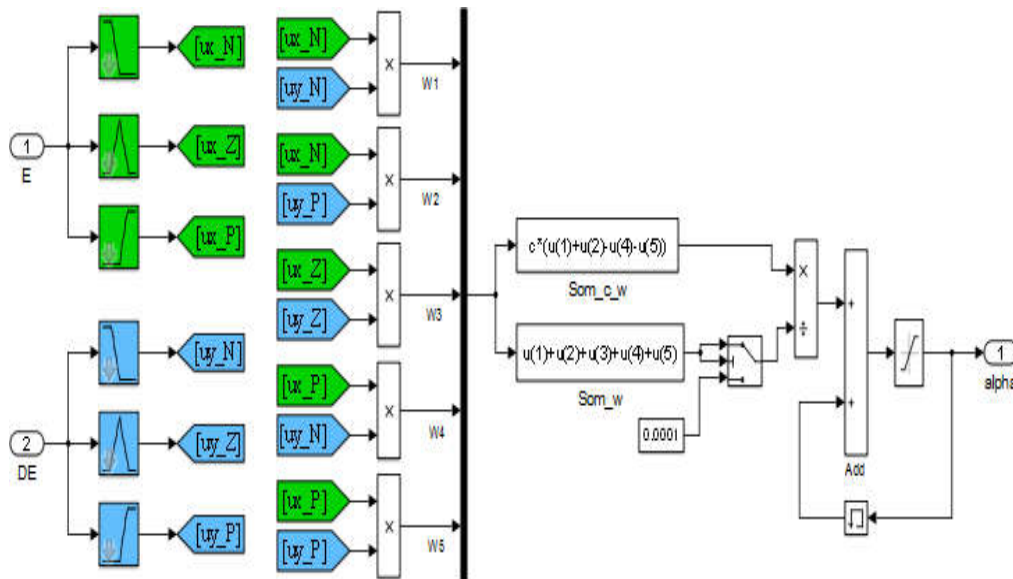 1
E
[ux_N]
[ux_Z]
[ux_P]
2
DE
[uy_N]
[uy_Z]
[uy_P]
[ux_N]
[uy_N]
×
W1
[ux_N]
[uy_P]
×
W2
[ux_Z]
[uy_Z]
×
W3
[ux_P]
[uy_N]
×
W4
[ux_P]
[uy_P]
×
W5
c*(u(1)+u(2)-u(4)-u(5))
Som_c_w
u(1)+u(2)+u(3)+u(4)+u(5)
Som_w
0.0001
×
÷
+
+
Add
1
alpha